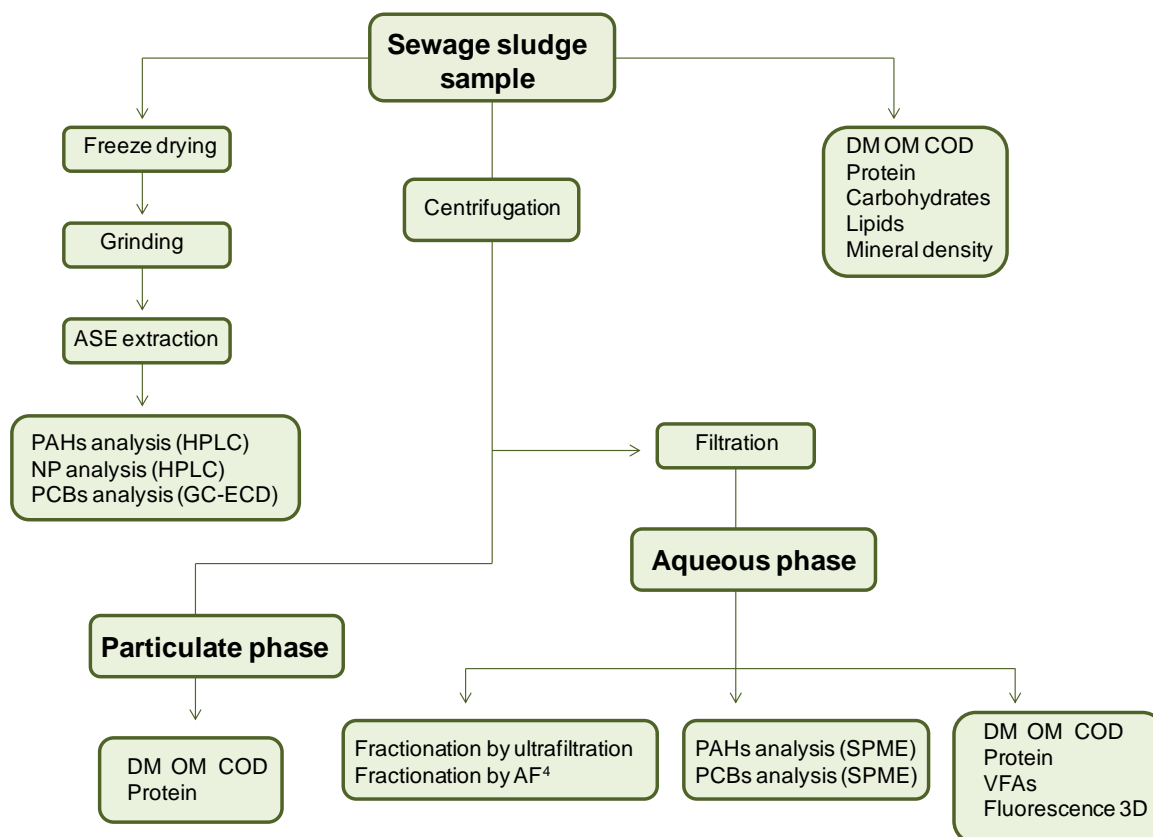 Sewage sludge
sample
Freeze drying
Grinding
ASE extraction
PAHs analysis (HPLC)
NP analysis (HPLC)
PCBs analysis (GC-ECD)
Centrifugation
DM OM COD
Protein
Carbohydrates
Lipids
Mineral density
Filtration
Aqueous phase
Particulate phase
DM OM COD
Protein
Fractionation by ultrafiltration
Fractionation by AF⁴
PAHs analysis (SPME)
PCBs analysis (SPME)
DM OM COD
Protein
VFAs
Fluorescence 3D